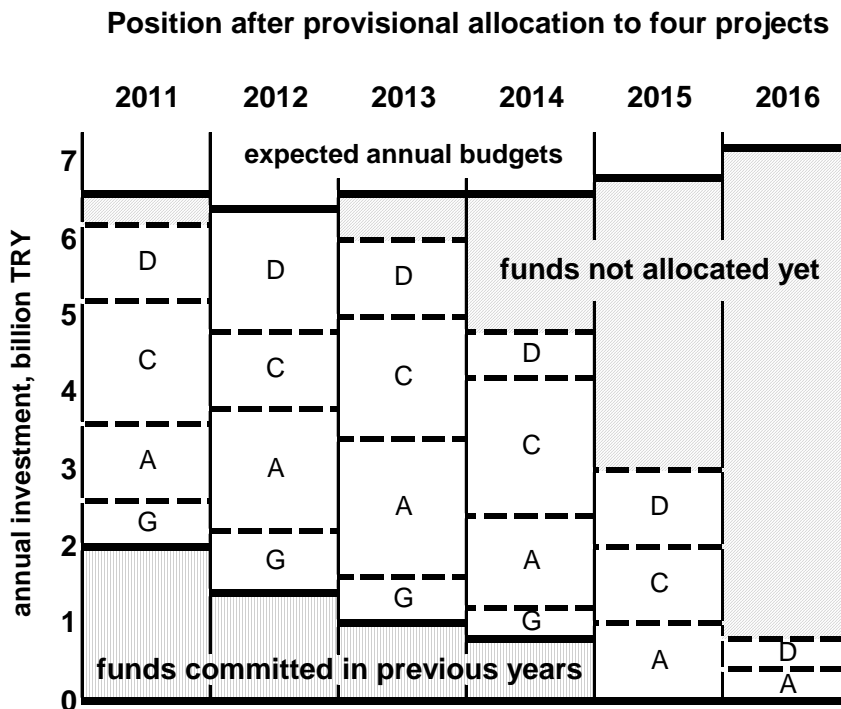 Position after provisional allocation to four projects
2011 2012 2013 2014 2015 2016
7 expected annual budgets
6
D D D funds not allocated yet
5
D
C C C
4
C
3
A A D
A
G
2
A C
G G
1
G
A
funds committed in previous years
D
A
0
annual investment, billion TRY